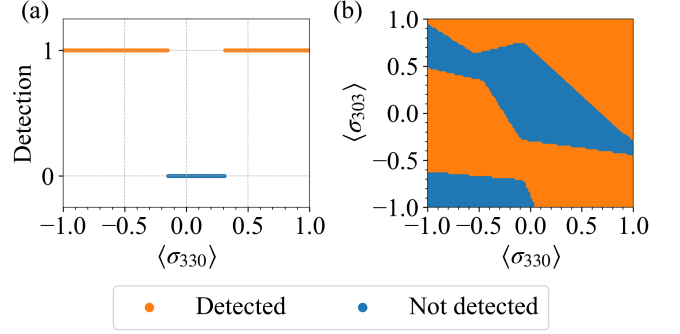 (a)
(b)
Detection
1
0
−1.0 −0.5 0.0 0.5 1.0
⟨σ₃₃₀⟩
⟨σ₃₀₃⟩
1.0
0.5
0.0
−0.5
−1.0
−1.0 −0.5 0.0 0.5 1.0
⟨σ₃₃₀⟩
Detected
Not detected